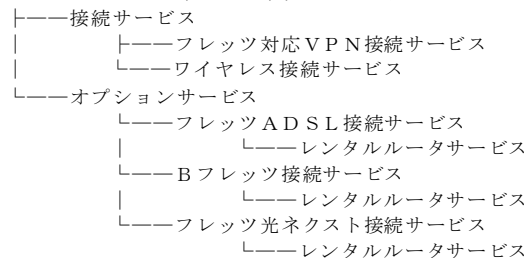 ├――接続サービス
│　　　├――フレッツ対応ＶＰＮ接続サービス
│　　　└――ワイヤレス接続サービス
└――オプションサービス
　　　　└――フレッツＡＤＳＬ接続サービス
　　　　│　　　　└――レンタルルータサービス
　　　　└――Ｂフレッツ接続サービス
　　　　│　　　　└――レンタルルータサービス
　　　　└――フレッツ光ネクスト接続サービス
　　　　　　　　　└――レンタルルータサービス